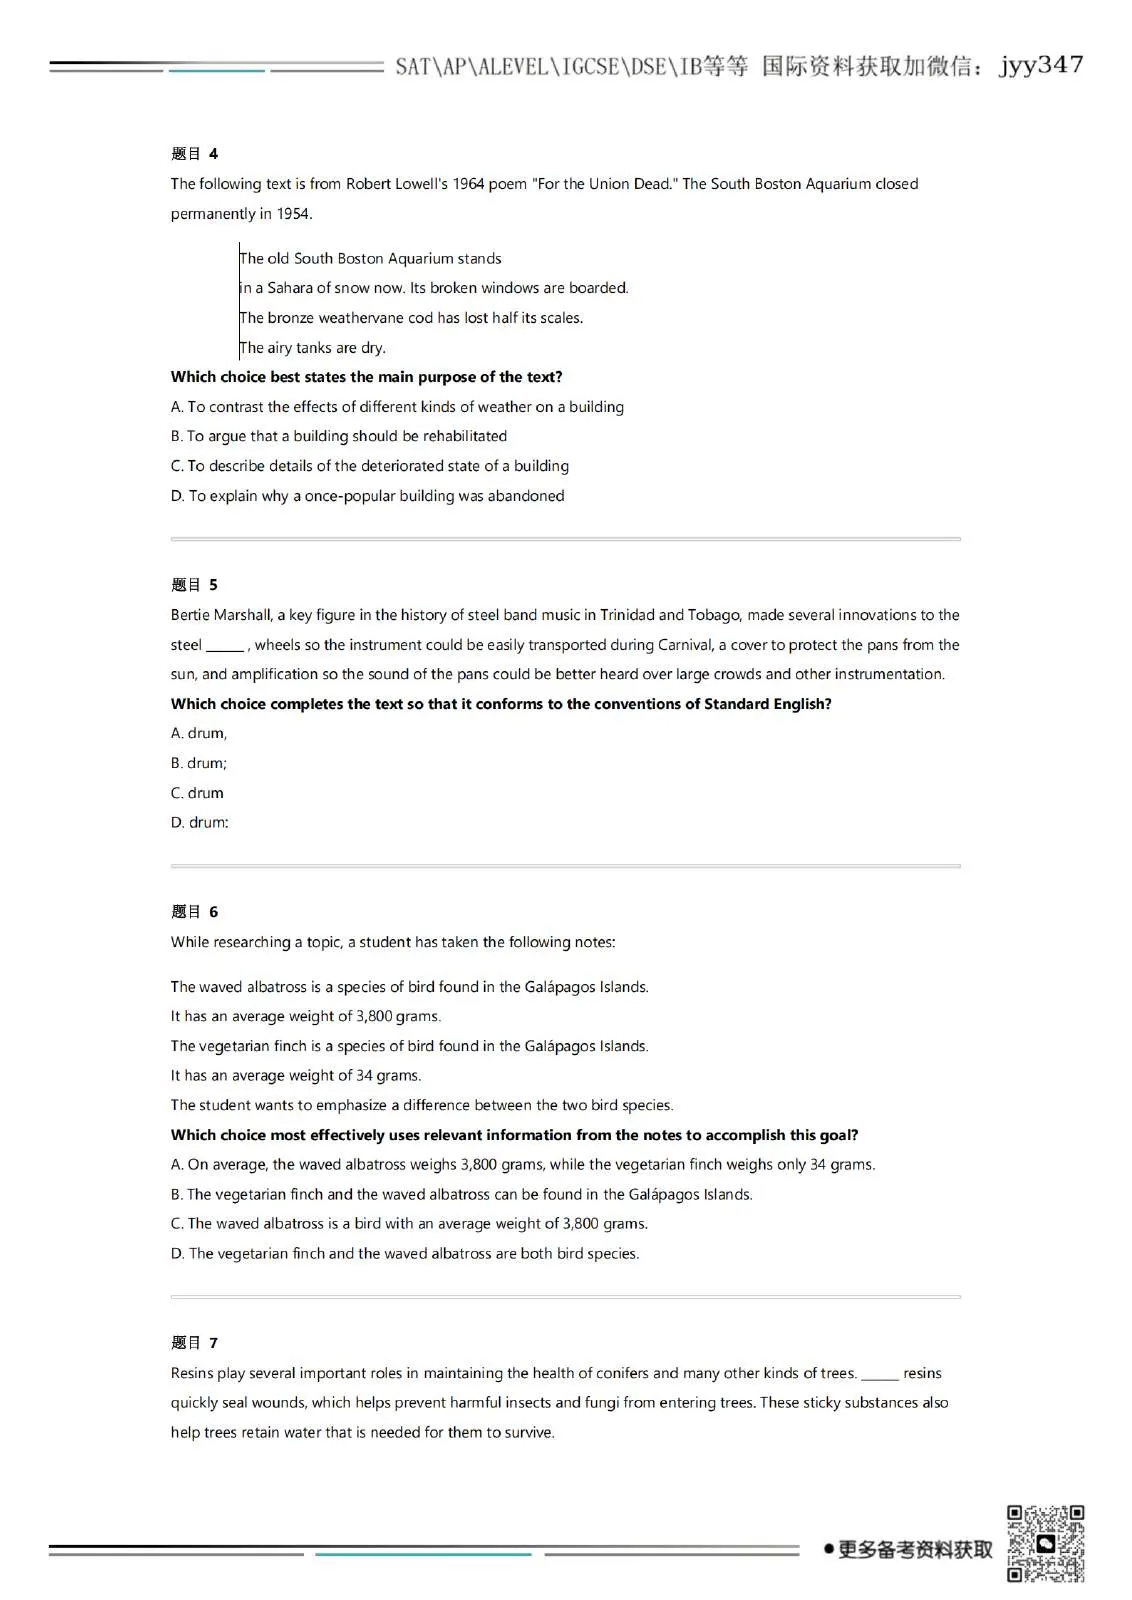 SAT\AP\ALEVEL\IGCSE\DSE\IB等等 国际资料获取加微信： jyy347
题目 4
The following text is from Robert Lowell's 1964 poem "For the Union Dead." The South Boston Aquarium closed
permanently in 1954.
The old South Boston Aquarium stands
in a Sahara of snow now. Its broken windows are boarded.
The bronze weathervane cod has lost half its scales.
The airy tanks are dry.
Which choice best states the main purpose of the text?
A. To contrast the effects of different kinds of weather on a building
B. To argue that a building should be rehabilitated
C. To describe details of the deteriorated state of a building
D. To explain why a once-popular building was abandoned
题目 5
Bertie Marshall, a key figure in the history of steel band music in Trinidad and Tobago, made several innovations to the
steel _____ , wheels so the instrument could be easily transported during Carnival, a cover to protect the pans from the
sun, and amplification so the sound of the pans could be better heard over large crowds and other instrumentation.
Which choice completes the text so that it conforms to the conventions of Standard English?
A. drum,
B. drum;
C. drum
D. drum:
题目 6
While researching a topic, a student has taken the following notes:
The waved albatross is a species of bird found in the Galápagos Islands.
It has an average weight of 3,800 grams.
The vegetarian finch is a species of bird found in the Galápagos Islands.
It has an average weight of 34 grams.
The student wants to emphasize a difference between the two bird species.
Which choice most effectively uses relevant information from the notes to accomplish this goal?
A. On average, the waved albatross weighs 3,800 grams, while the vegetarian finch weighs only 34 grams.
B. The vegetarian finch and the waved albatross can be found in the Galápagos Islands.
C. The waved albatross is a bird with an average weight of 3,800 grams.
D. The vegetarian finch and the waved albatross are both bird species.
题目 7
Resins play several important roles in maintaining the health of conifers and many other kinds of trees. _____ resins
quickly seal wounds, which helps prevent harmful insects and fungi from entering trees. These sticky substances also
help trees retain water that is needed for them to survive.
●更多备考资料获取